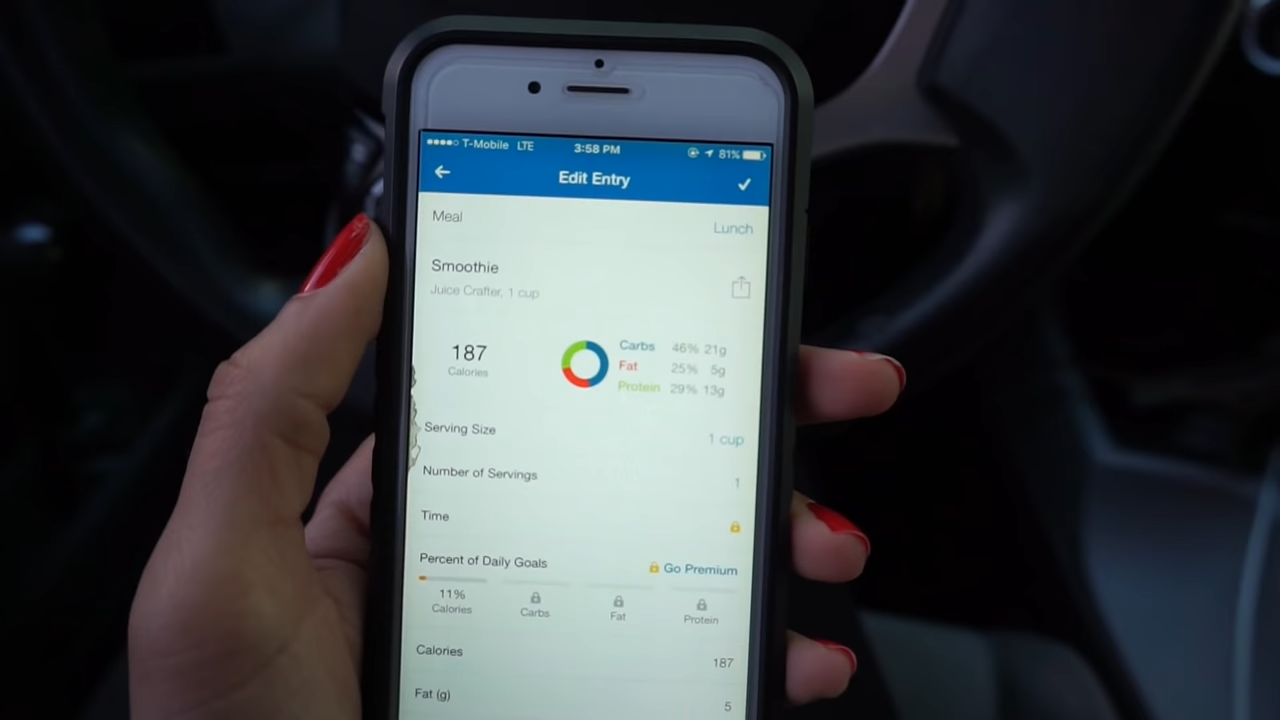 T-Mobile LTE 3:58 PM 81%
Edit Entry
Meal Lunch
Smoothie
Juice Crafter, 1 cup
187
Calories
Carbs 46% 21g
Fat 25% 5g
Protein 29% 13g
Serving Size 1 cup
Number of Servings 1
Time
Percent of Daily Goals Go Premium
11%
Calories Carbs Fat Protein
Calories 187
Fat (g) 5